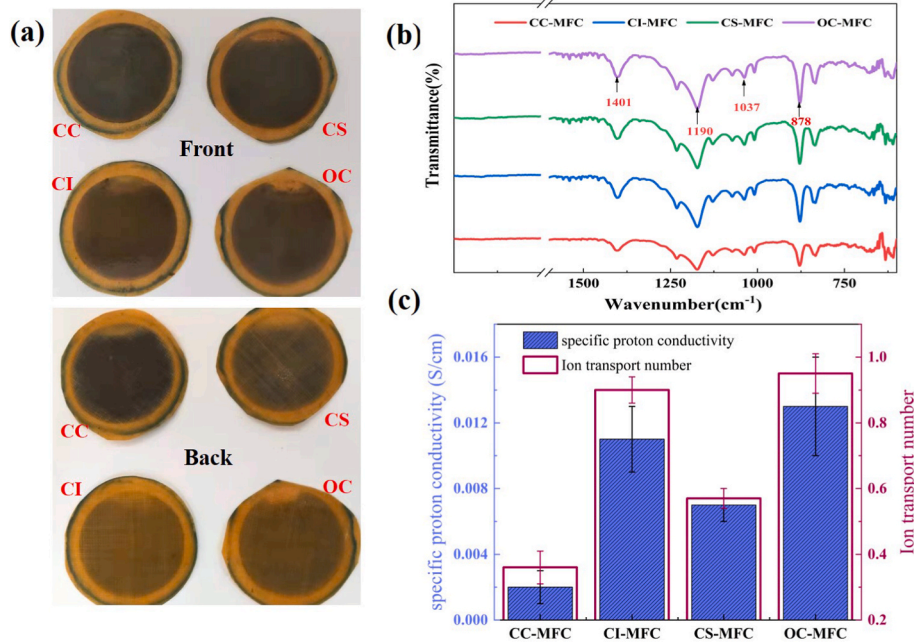 (a)
CC
CS
Front
CI
OC
CC
CS
Back
CI
OC
(b)
CC-MFC CI-MFC CS-MFC OC-MFC
Transmittance(%)
1401
1190
1037
878
1500 1250 1000 750
Wavenumber(cm⁻¹)
(c)
specific proton conductivity
Ion transport number
specific proton conductivity (S/cm)
0.016
0.012
0.008
0.004
0.000
Ion transport number
1.0
0.8
0.6
0.4
0.2
CC-MFC CI-MFC CS-MFC OC-MFC